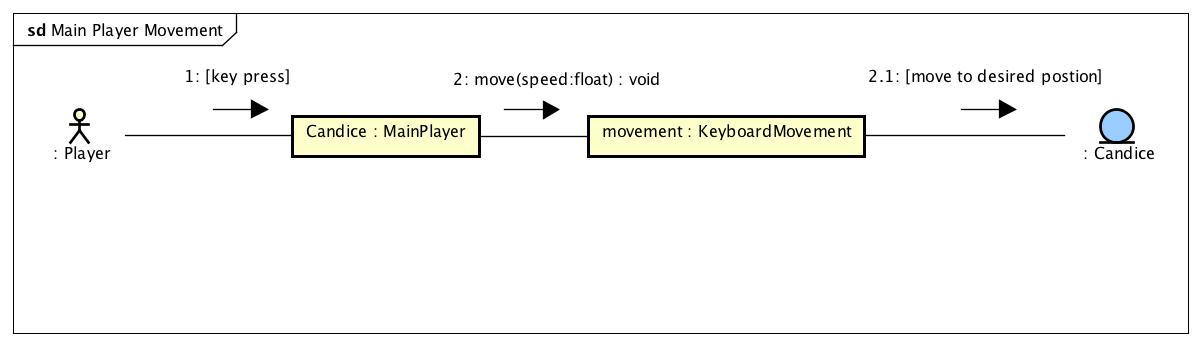 sd Main Player Movement
1: [key press]
2: move(speed:float) : void
2.1: [move to desired postion]
: Player
Candice : MainPlayer
movement : KeyboardMovement
: Candice